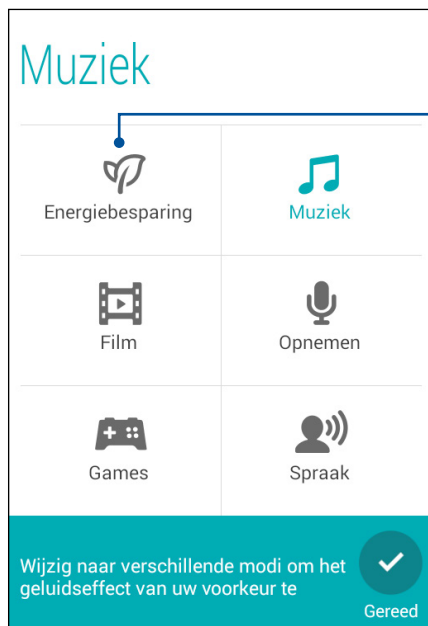 Muziek
Energiebesparing
Muziek
Film
Opnemen
Games
Spraak
Wijzig naar verschillende modi om het
geluidseffect van uw voorkeur te
Gereed